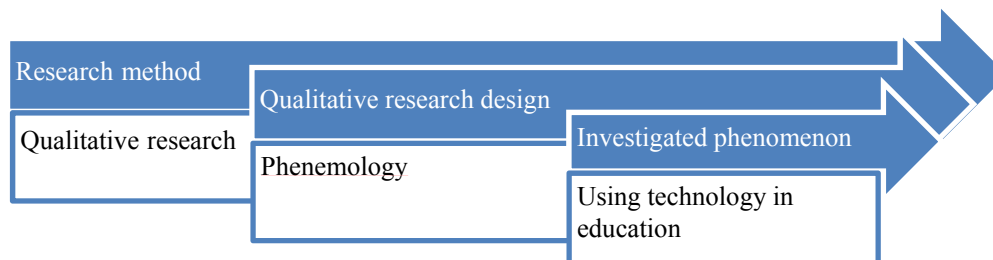 Research method
Qualitative research
Qualitative research design
Phenemology
Investigated phenomenon
Using technology in
education